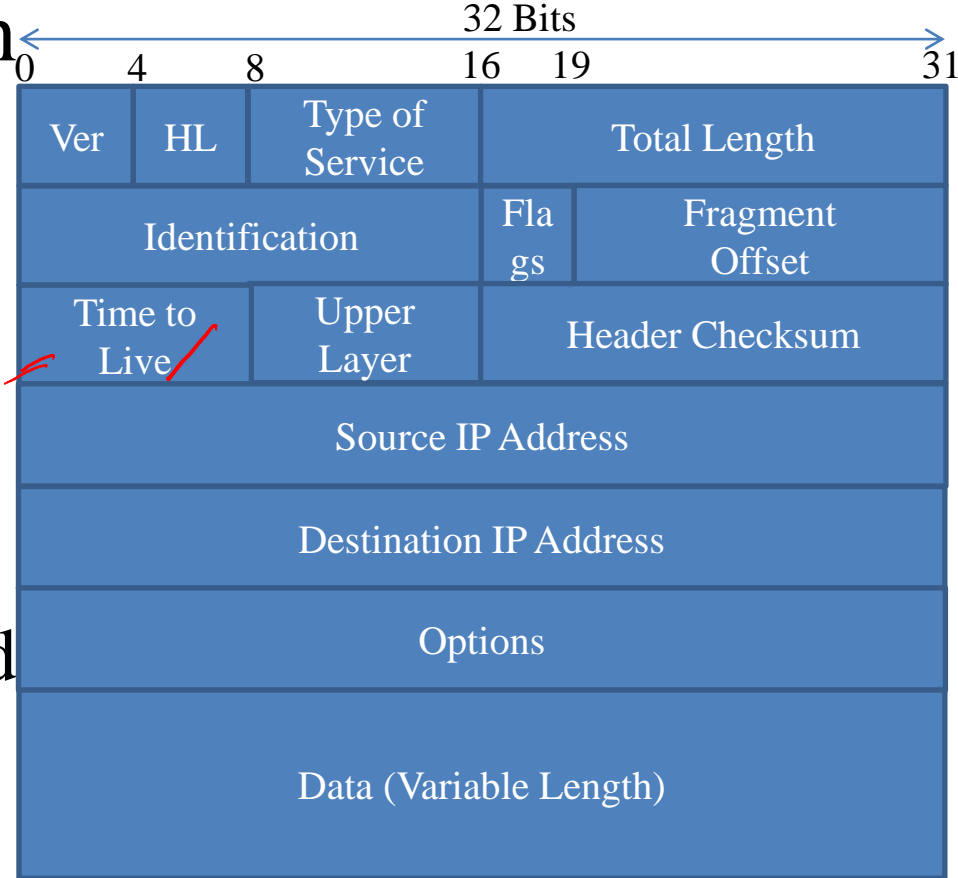 32 Bits
n
0 4 8 16 19 31
Ver HL Type of Total Length
Service
Identification Fla Fragment
gs Offset
Time to Upper Header Checksum
Live Layer
Source IP Address
Destination IP Address
Options
d
Data (Variable Length)